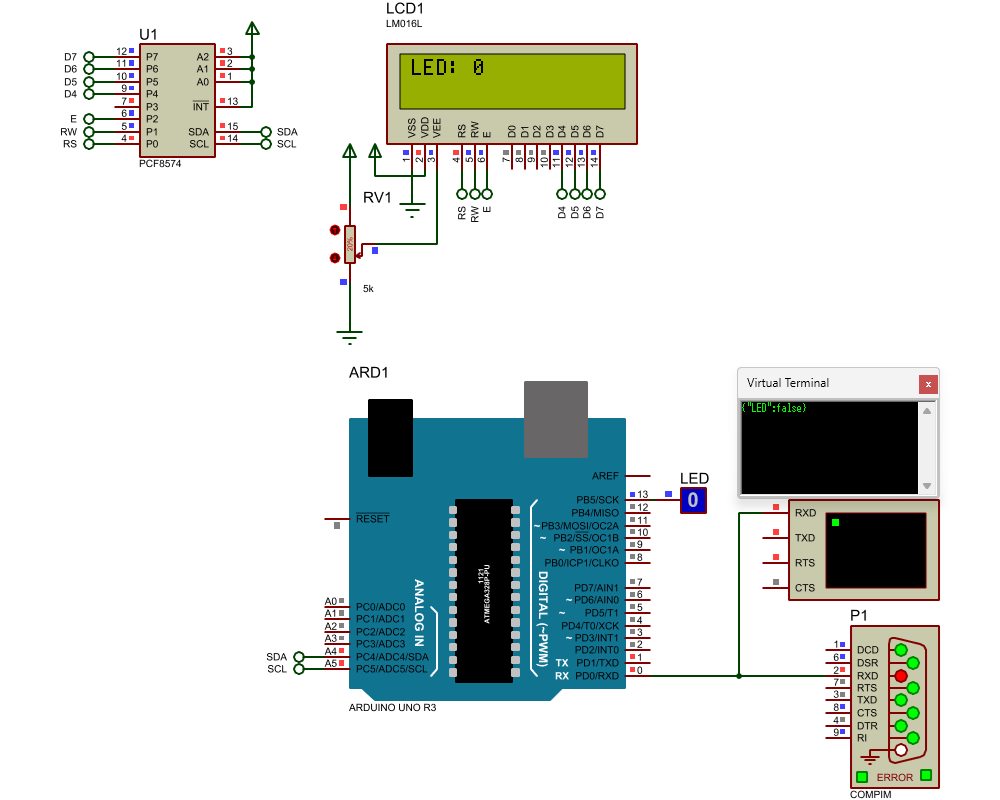 U1
D7 12 P7 A2 3
D6 11 P6 A1 2
D5 10 P5 A0 1
D4 9 P4
7 P3 INT 13
E 6 P2
RW 5 P1 SDA 15 SDA
RS 4 P0 SCL 14 SCL
PCF8574
LCD1
LM016L
LED: 0
VSS VDD VEE RS RW E D0 D1 D2 D3 D4 D5 D6 D7
1 2 3 4 5 6 7 8 9 10 11 12 13 14
RS RW E D4 D5 D6 D7
RV1
20%
5k
ARD1
Virtual Terminal
x
{"LED":false}
AREF
LED
PB5/SCK 13
0
PB4/MISO 12
~PB3/MOSI/OC2A 11
~ PB2/SS/OC1B 10
~ PB1/OC1A 9
PB0/ICP1/CLKO 8
RESET
1121
ATMEGA328P-PU
ANALOG IN
DIGITAL (~PWM)
PD7/AIN1 7
~ PD6/AIN0 6
~ PD5/T1 5
PD4/T0/XCK 4
~ PD3/INT1 3
PD2/INT0 2
TX PD1/TXD 1
RX PD0/RXD 0
A0 PC0/ADC0
A1 PC1/ADC1
A2 PC2/ADC2
A3 PC3/ADC3
SDA A4 PC4/ADC4/SDA
SCL A5 PC5/ADC5/SCL
ARDUINO UNO R3
RXD
TXD
RTS
CTS
P1
1 DCD
6 DSR
2 RXD
7 RTS
3 TXD
8 CTS
4 DTR
9 RI
ERROR
COMPIM